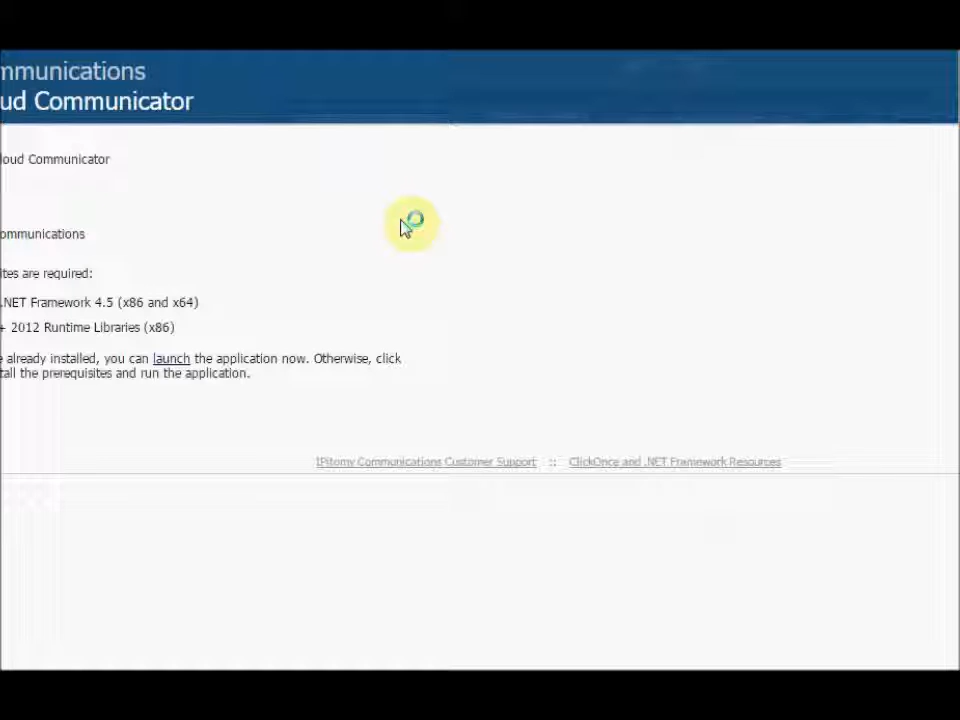 mmunications
ud Communicator
loud Communicator
ommunications
ites are required:
.NET Framework 4.5 (x86 and x64)
+ 2012 Runtime Libraries (x86)
e already installed, you can launch the application now. Otherwise, click
tall the prerequisites and run the application.
IPitomy Communications Customer Support :: ClickOnce and .NET Framework Resources